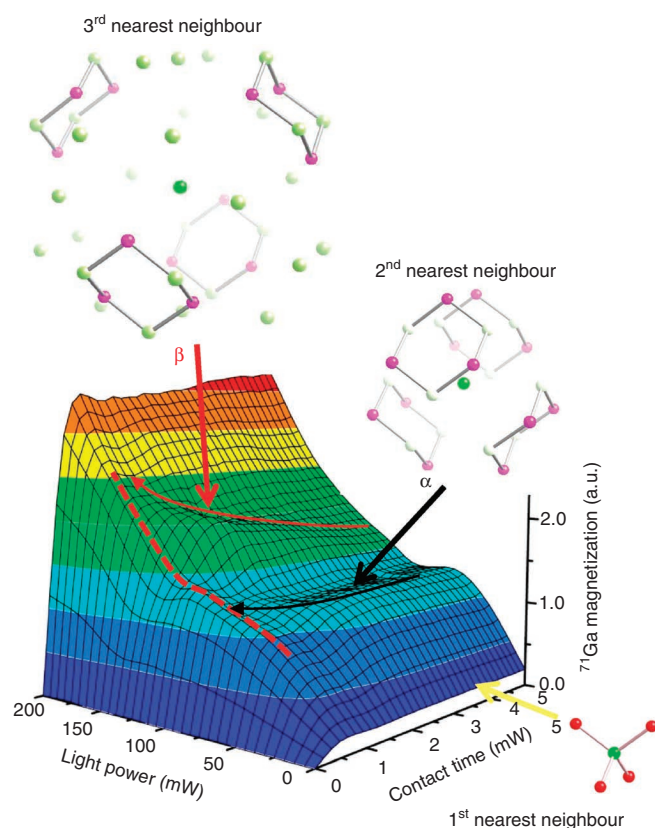 3rd nearest neighbour
2nd nearest neighbour
β
α
2.0
1.0
0.0
71Ga magnetization (a.u.)
200
150
100
50
0
Light power (mW)
0
1
2
3
4
5
5
Contact time (mW)
1st nearest neighbour